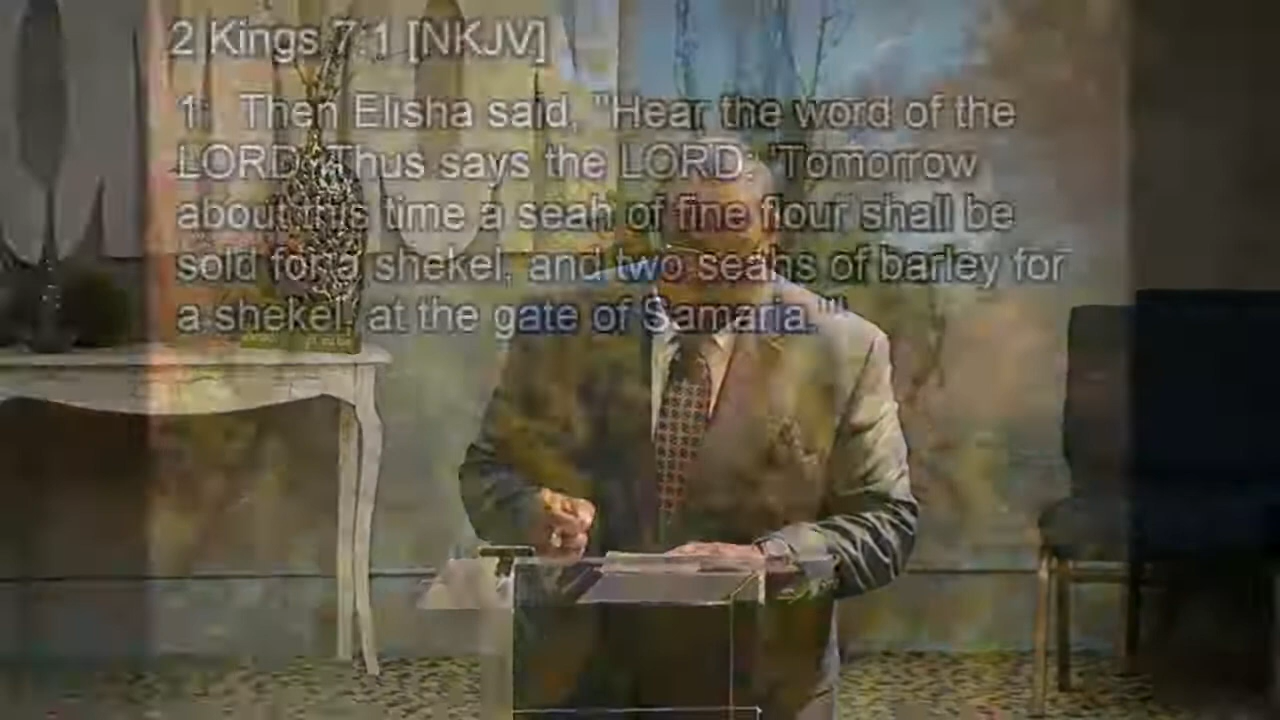 2 Kings 7:1 [NKJV]
1: Then Elisha said, "Hear the word of the
LORD. Thus says the LORD: 'Tomorrow
about this time a seah of fine flour shall be
sold for a shekel, and two seahs of barley for
a shekel, at the gate of Samaria.'"